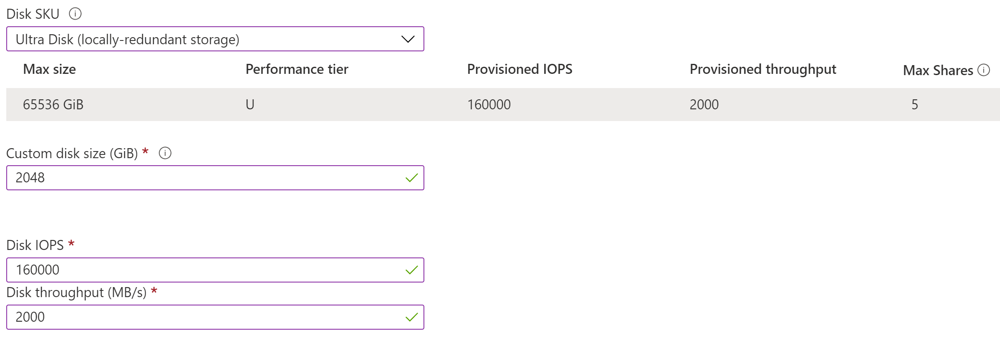 Disk SKU
Ultra Disk (locally-redundant storage)
Max size Performance tier Provisioned IOPS Provisioned throughput Max Shares
65536 GiB U 160000 2000 5
Custom disk size (GiB) *
2048
Disk IOPS *
160000
Disk throughput (MB/s) *
2000